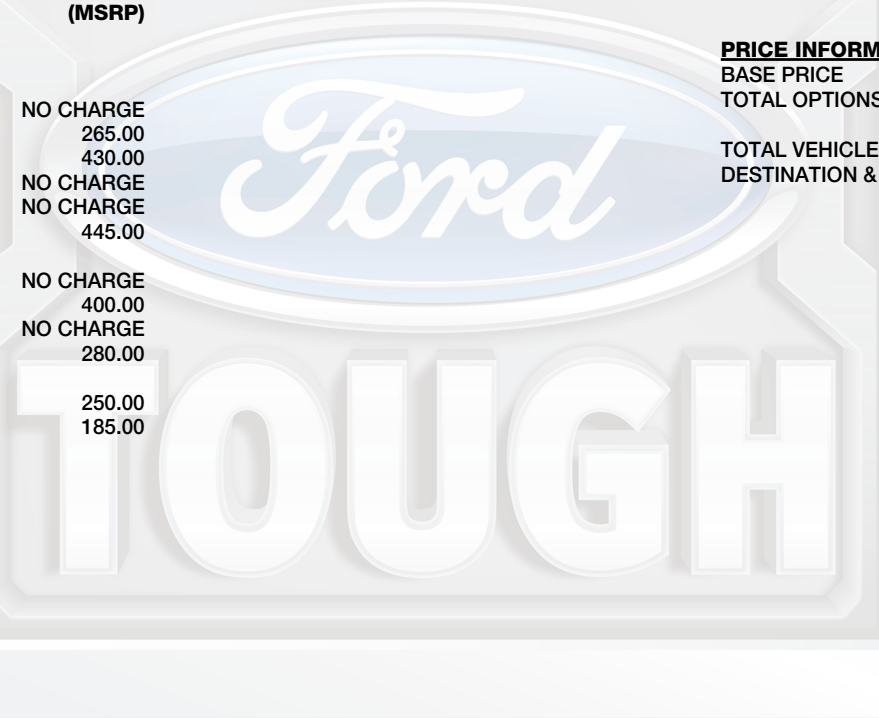 (MSRP)
NO CHARGE
265.00
430.00
NO CHARGE
NO CHARGE
445.00
NO CHARGE
400.00
NO CHARGE
280.00
250.00
185.00
PRICE INFORM
BASE PRICE
TOTAL OPTIONS
TOTAL VEHICLE
DESTINATION &
Ford
TOUGH